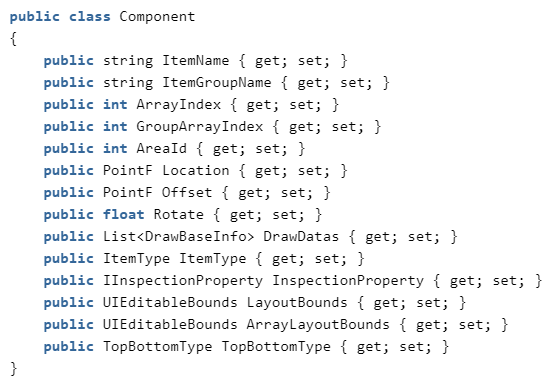 public class Component
{
    public string ItemName { get; set; }
    public string ItemGroupName { get; set; }
    public int ArrayIndex { get; set; }
    public int GroupArrayIndex { get; set; }
    public int AreaId { get; set; }
    public PointF Location { get; set; }
    public PointF Offset { get; set; }
    public float Rotate { get; set; }
    public List<DrawBaseInfo> DrawDatas { get; set; }
    public ItemType ItemType { get; set; }
    public IInspectionProperty InspectionProperty { get; set; }
    public UIEditableBounds LayoutBounds { get; set; }
    public UIEditableBounds ArrayLayoutBounds { get; set; }
    public TopBottomType TopBottomType { get; set; }
}